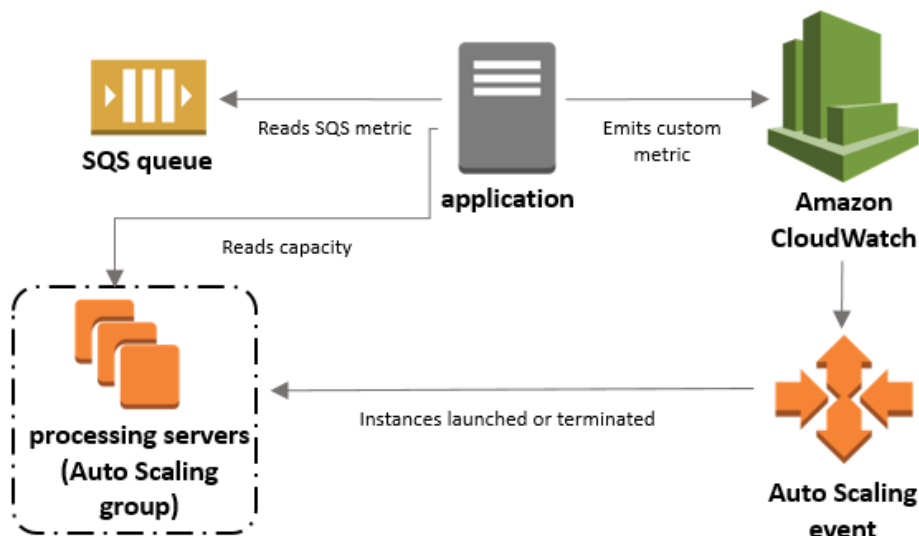 Reads SQS metric
SQS queue
application
Emits custom
metric
Amazon
CloudWatch
Reads capacity
processing servers
(Auto Scaling
group)
Instances launched or terminated
Auto Scaling
event